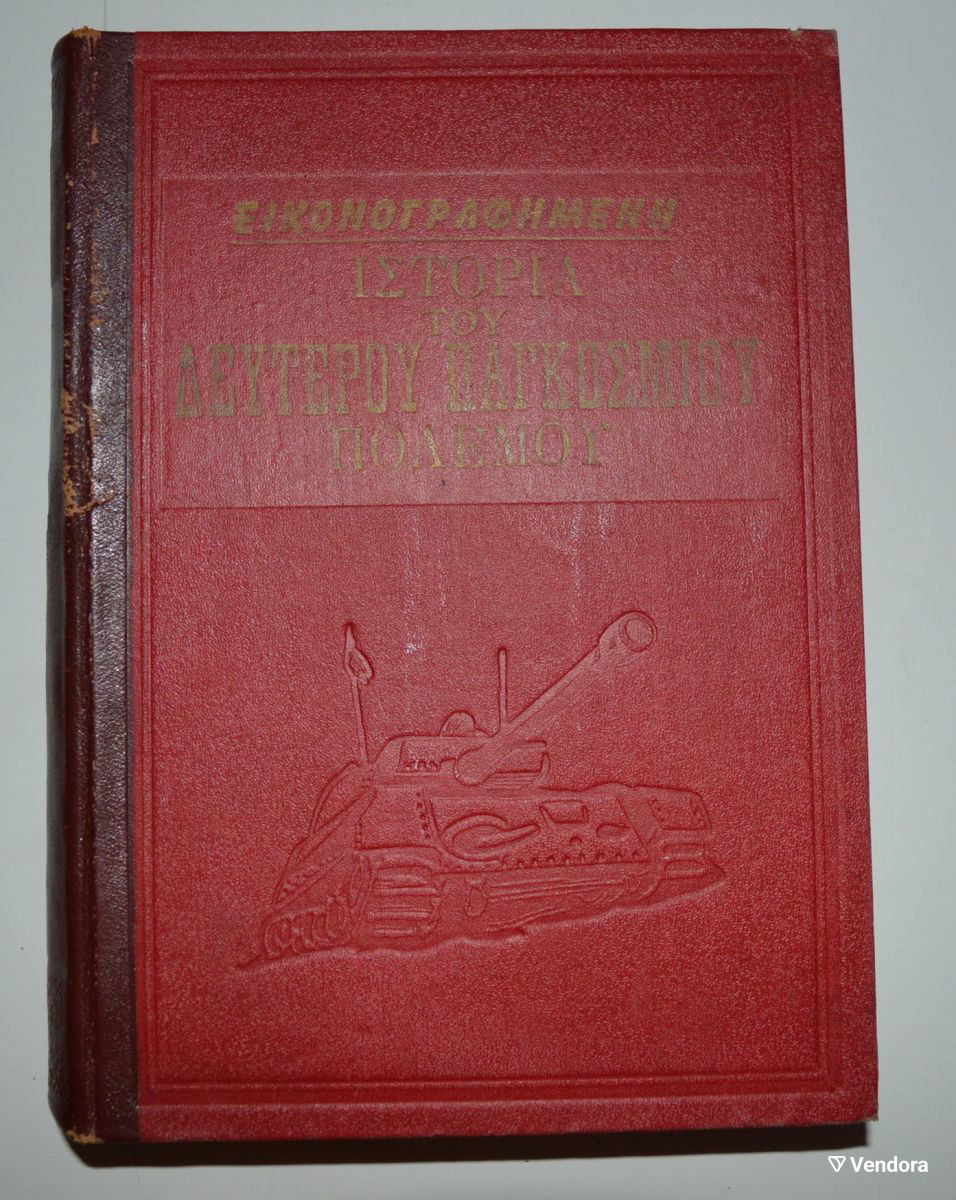 ΕΙΚΟΝΟΓΡΑΦΗΜΕΝΗ
ΙΣΤΟΡΙΑ
ΤΟΥ
ΔΕΥΤΕΡΟΥ ΠΑΓΚΟΣΜΙΟΥ
ΠΟΛΕΜΟΥ
Vendora